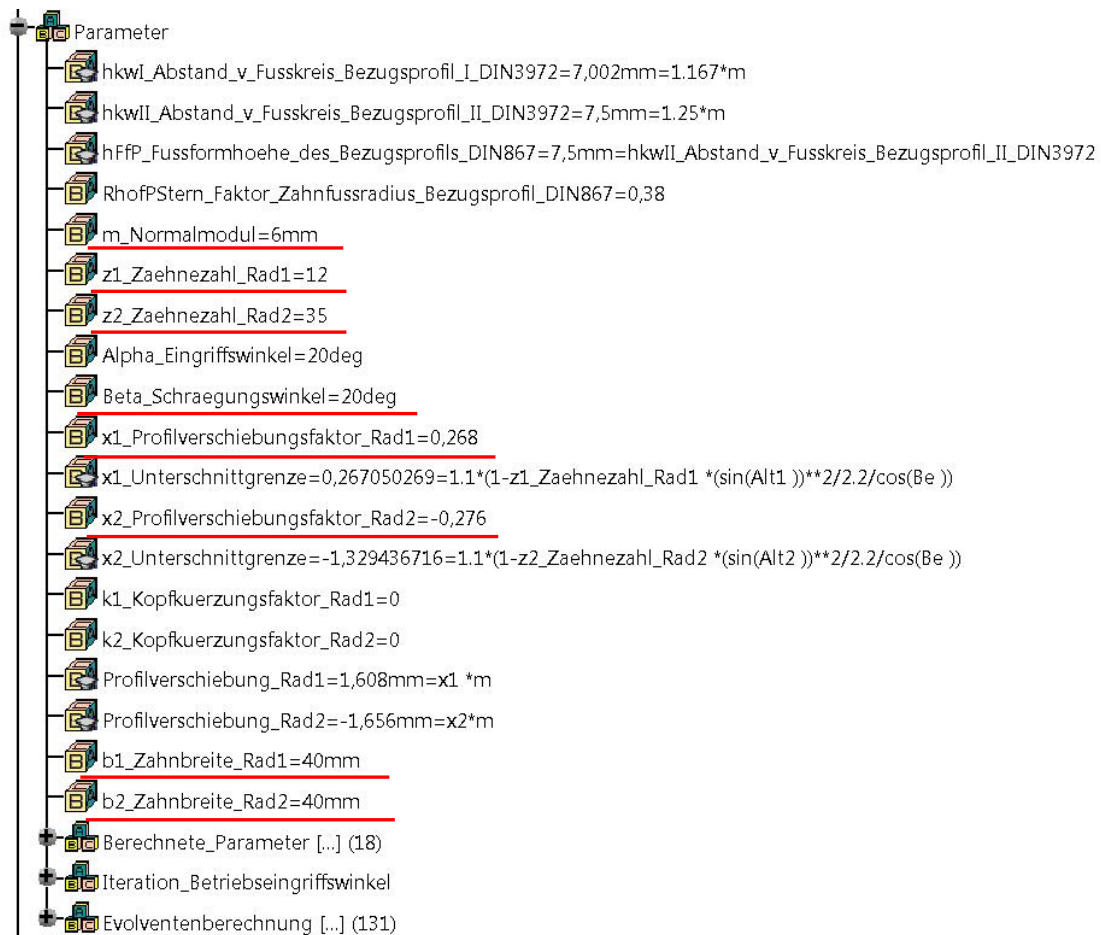 Parameter
hkwI_Abstand_v_Fusskreis_Bezugsprofil_I_DIN3972=7,002mm=1.167*m
hkwII_Abstand_v_Fusskreis_Bezugsprofil_II_DIN3972=7,5mm=1.25*m
hFfP_Fussformhoehe_des_Bezugsprofils_DIN867=7,5mm=hkwII_Abstand_v_Fusskreis_Bezugsprofil_II_DIN3972
RhofPStern_Faktor_Zahnfussradius_Bezugsprofil_DIN867=0,38
m_Normalmodul=6mm
z1_Zaehnezahl_Rad1=12
z2_Zaehnezahl_Rad2=35
Alpha_Eingriffswinkel=20deg
Beta_Schraegungswinkel=20deg
x1_Profilverschiebungsfaktor_Rad1=0,268
x1_Unterschnittgrenze=0,267050269=1.1*(1-z1_Zaehnezahl_Rad1 *(sin(Alt1 ))**2/2.2/cos(Be ))
x2_Profilverschiebungsfaktor_Rad2=-0,276
x2_Unterschnittgrenze=-1,329436716=1.1*(1-z2_Zaehnezahl_Rad2 *(sin(Alt2 ))**2/2.2/cos(Be ))
k1_Kopfkuerzungsfaktor_Rad1=0
k2_Kopfkuerzungsfaktor_Rad2=0
Profilverschiebung_Rad1=1,608mm=x1 *m
Profilverschiebung_Rad2=-1,656mm=x2*m
b1_Zahnbreite_Rad1=40mm
b2_Zahnbreite_Rad2=40mm
Berechnete_Parameter [...] (18)
Iteration_Betriebseingriffswinkel
Evolventenberechnung [...] (131)